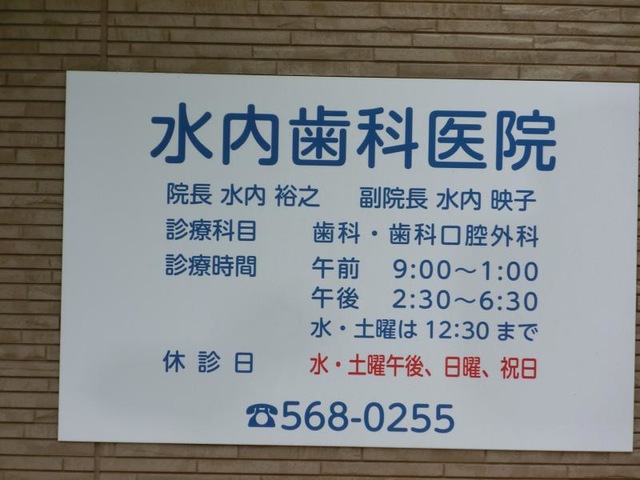 水内歯科医院
院長 水内 裕之 副院長 水内 映子
診療科目 歯科・歯科口腔外科
診療時間 午前 9:00～1:00
午後 2:30～6:30
水・土曜は 12:30 まで
休診日 水・土曜午後、日曜、祝日
☎568-0255